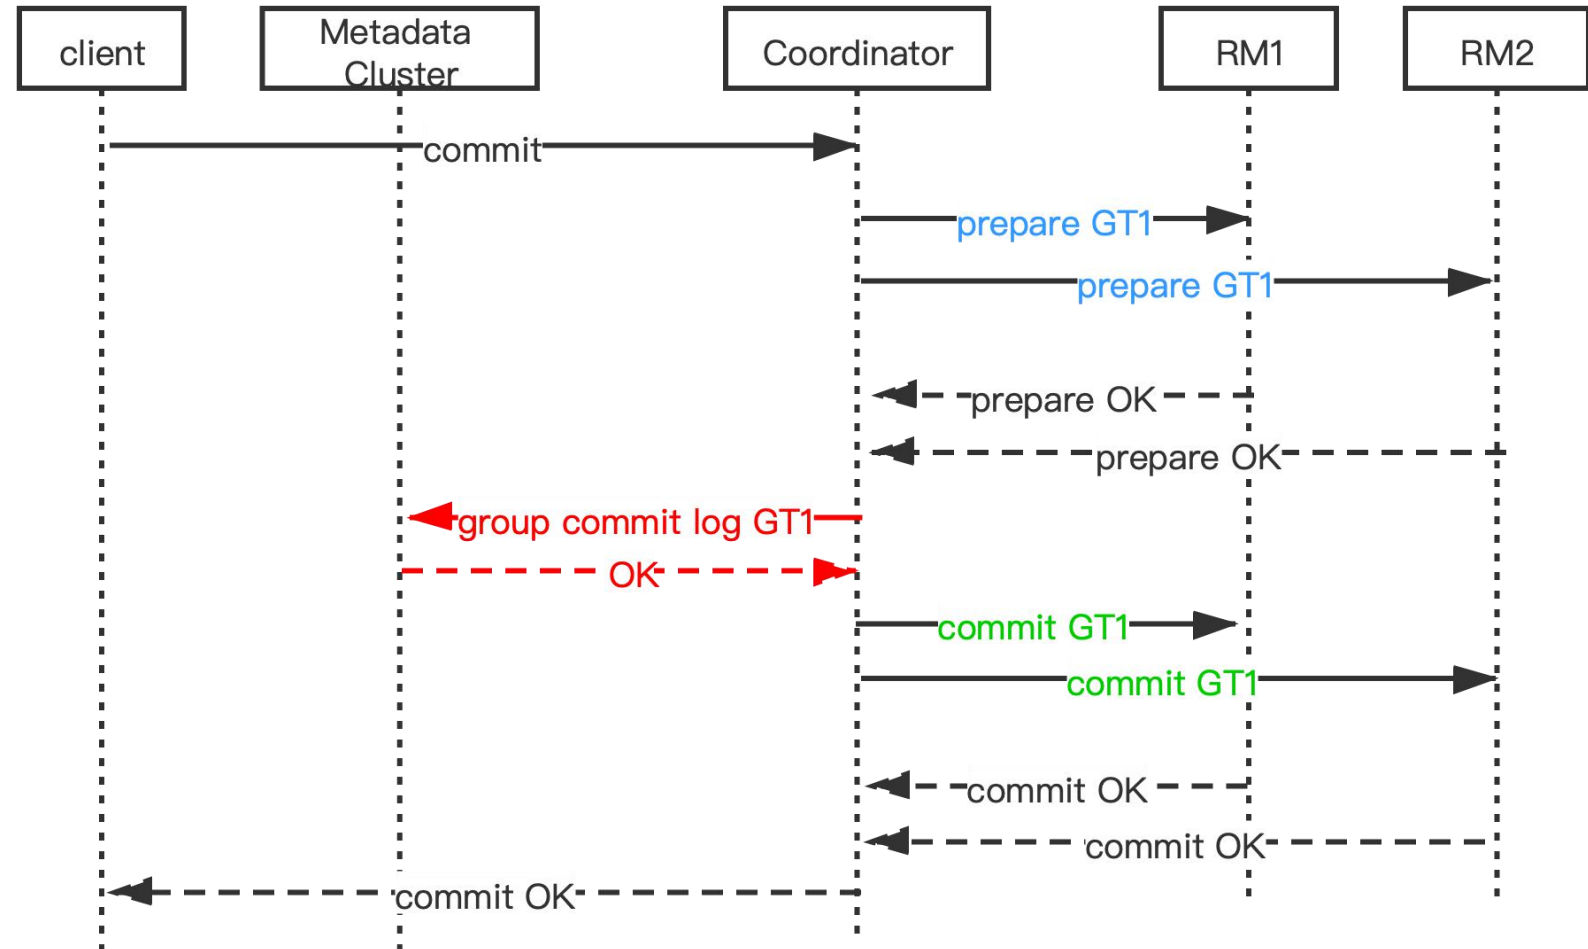 client
Metadata
Cluster
Coordinator
RM1
RM2
commit
prepare GT1
prepare GT1
prepare OK
prepare OK
group commit log GT1
OK
commit GT1
commit GT1
commit OK
commit OK
commit OK